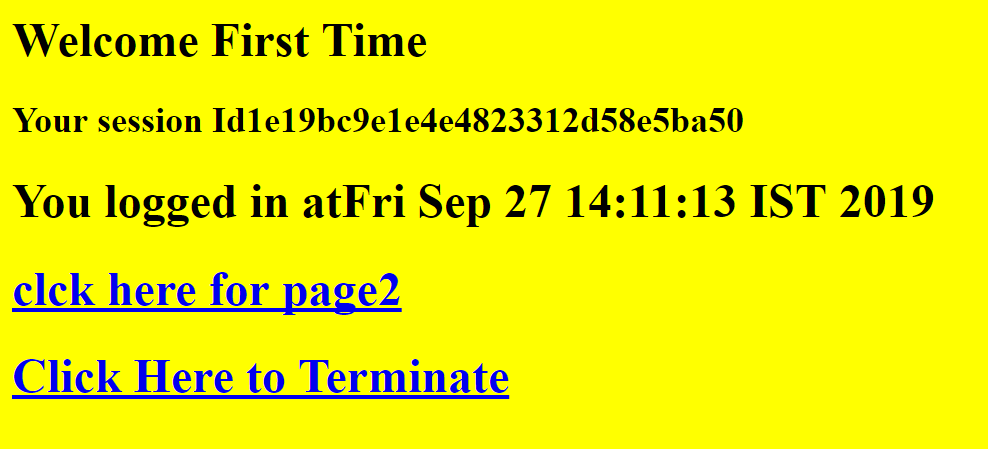 Welcome First Time
Your session Id1e19bc9e1e4e4823312d58e5ba50
You logged in atFri Sep 27 14:11:13 IST 2019
clck here for page2
Click Here to Terminate